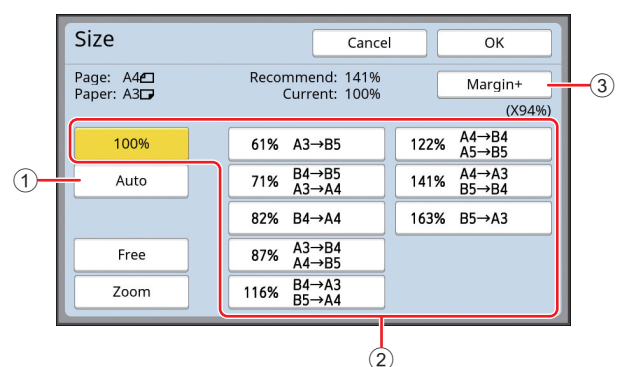 Size
Cancel
OK
Page: A4
Paper: A3
Recommend: 141%
Current: 100%
Margin+
(X94%)
100%
Auto
Free
Zoom
61% A3→B5
71% B4→B5
A3→A4
82% B4→A4
87% A3→B4
A4→B5
116% B4→A3
B5→A4
122% A4→B4
A5→B5
141% A4→A3
B5→B4
163% B5→A3
①
②
③